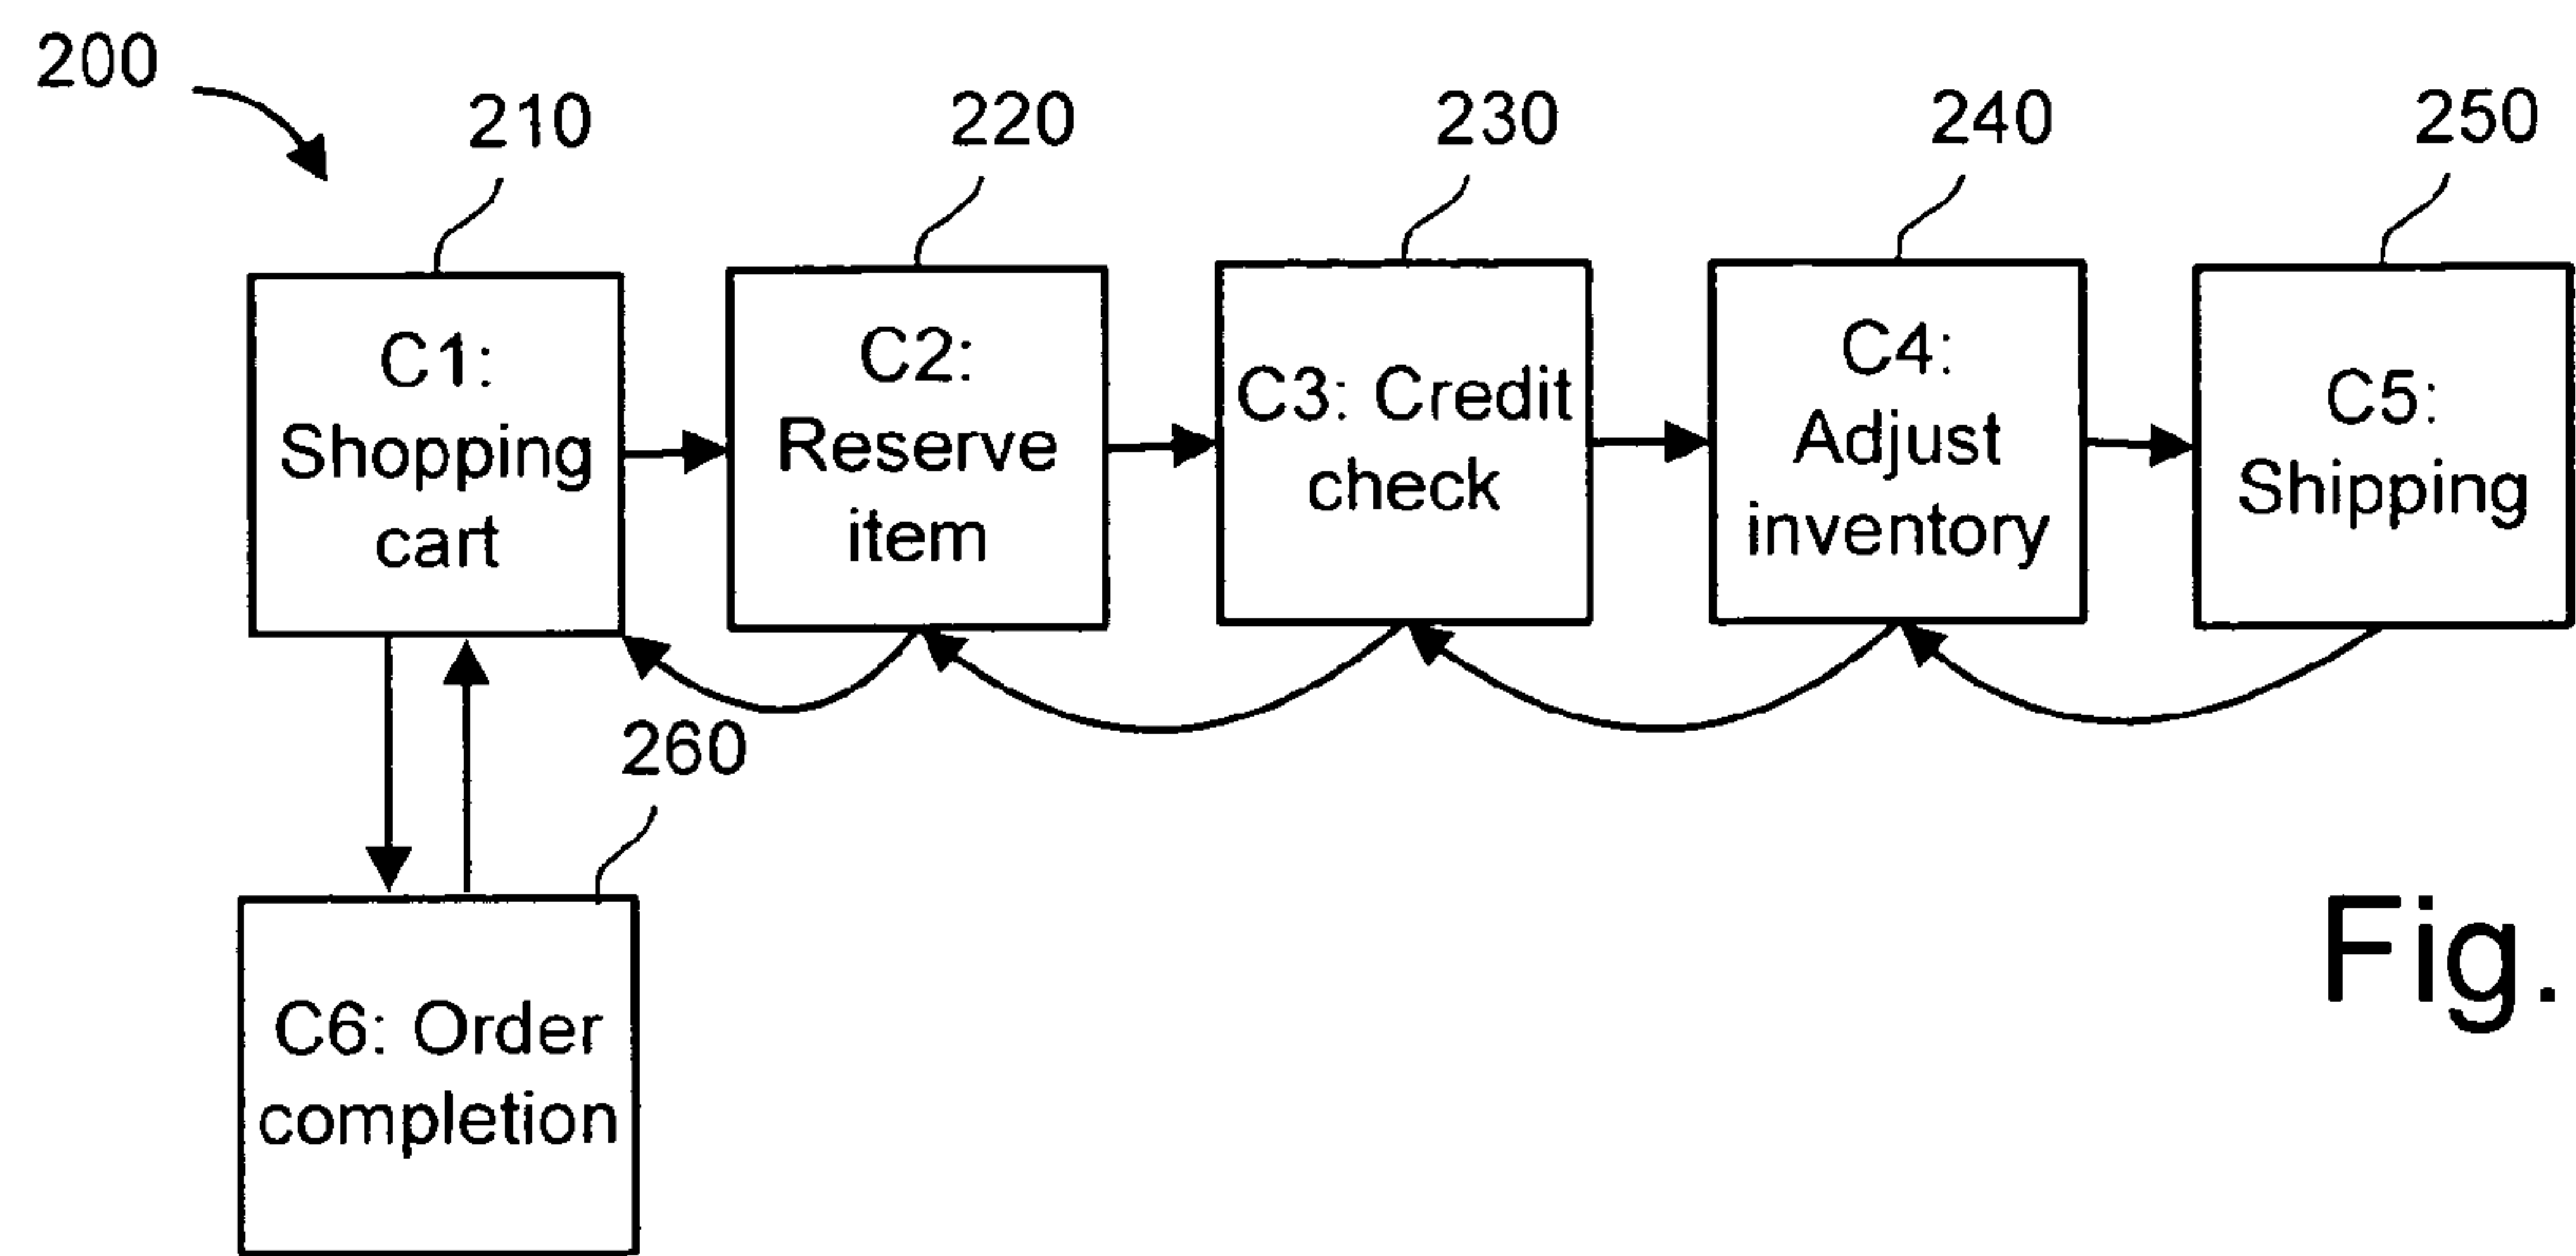 200
210
220
230
240
250
C1:
Shopping
cart
C2:
Reserve
item
C3: Credit
check
C4:
Adjust
inventory
C5:
Shipping
260
C6: Order
completion
Fig.